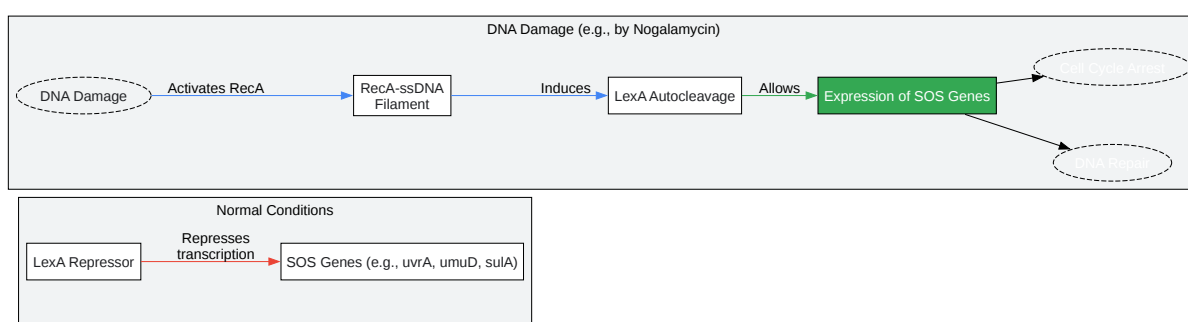 DNA Damage (e.g., by Nogalamycin)
DNA Damage
Activates RecA
RecA-ssDNA
Filament
Induces
LexA Autocleavage
Allows
Expression of SOS Genes
Cell Cycle Arrest
DNA Repair
Normal Conditions
LexA Repressor
Represses
transcription
SOS Genes (e.g., uvrA, umuD, sulA)